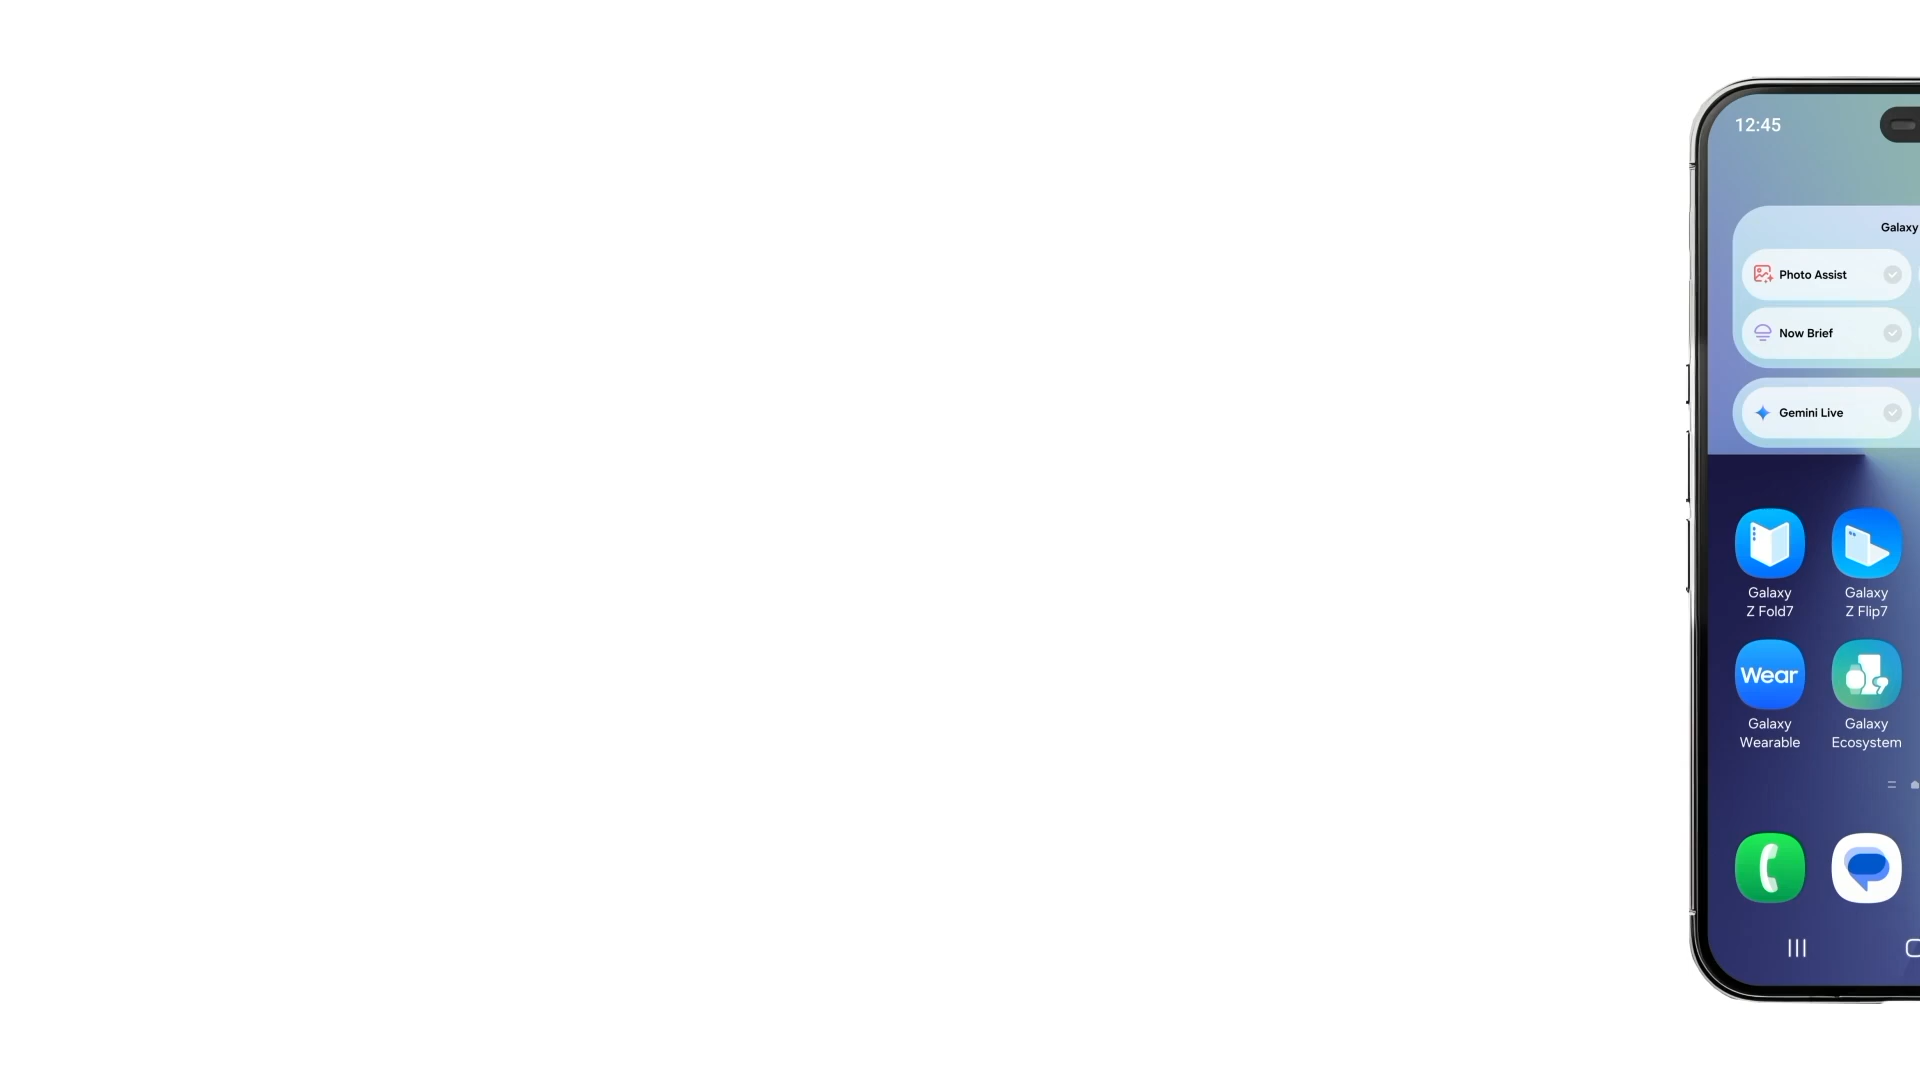 12:45
Galaxy
Photo Assist
Now Brief
Gemini Live
Galaxy
Z Fold7
Galaxy
Z Flip7
Wear
Galaxy
Wearable
Galaxy
Ecosystem